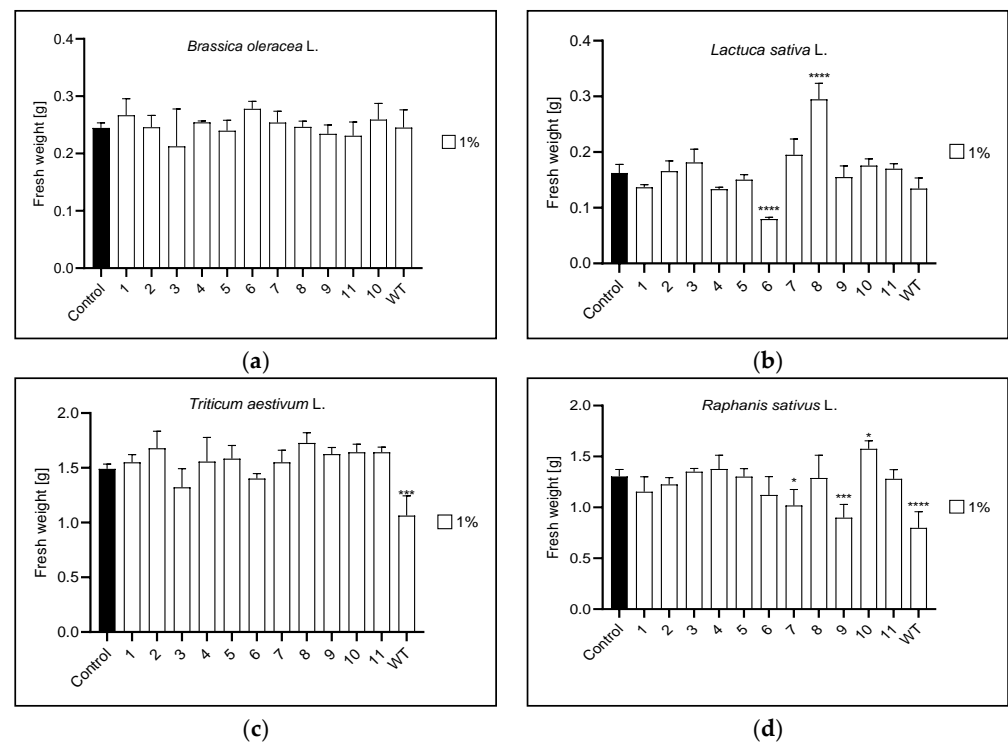 Brassica oleracea L.
Fresh weight [g]
0.4
0.3
0.2
0.1
0.0
Control 1 2 3 4 5 6 7 8 9 11 10 WT
1%
(a)
Lactuca sativa L.
Fresh weight [g]
0.4
0.3
0.2
0.1
0.0
****
****
Control 1 2 3 4 5 6 7 8 9 10 11 WT
1%
(b)
Triticum aestivum L.
Fresh weight [g]
2.0
1.5
1.0
0.5
0.0
***
Control 1 2 3 4 5 6 7 8 9 10 11 WT
1%
(c)
Raphanis sativus L.
Fresh weight [g]
2.0
1.5
1.0
0.5
0.0
* *** * ****
Control 1 2 3 4 5 6 7 8 9 10 11 WT
1%
(d)